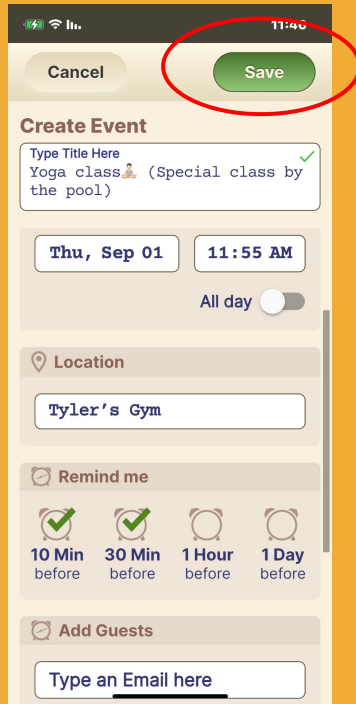 11:46
Cancel
Save
Create Event
Type Title Here
Yoga class🧘🏼 (Special class by
the pool)
Thu, Sep 01
11:55 AM
All day
Location
Tyler’s Gym
Remind me
10 Min
before
30 Min
before
1 Hour
before
1 Day
before
Add Guests
Type an Email here